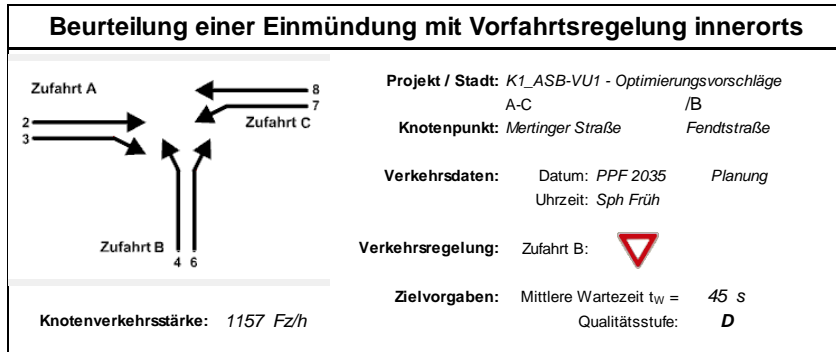 Beurteilung einer Einmündung mit Vorfahrtsregelung innerorts
Zufahrt A
8
7
2
3
Zufahrt C
Zufahrt B
4 6
Knotenverkehrsstärke: 1157 Fz/h
Projekt / Stadt: K1_ASB-VU1 - Optimierungsvorschläge
A-C /B
Knotenpunkt: Mertinger Straße Fendtstraße
Verkehrsdaten: Datum: PPF 2035 Planung
Uhrzeit: Sph Früh
Verkehrsregelung: Zufahrt B:
Zielvorgaben: Mittlere Wartezeit tW = 45 s
Qualitätsstufe: D